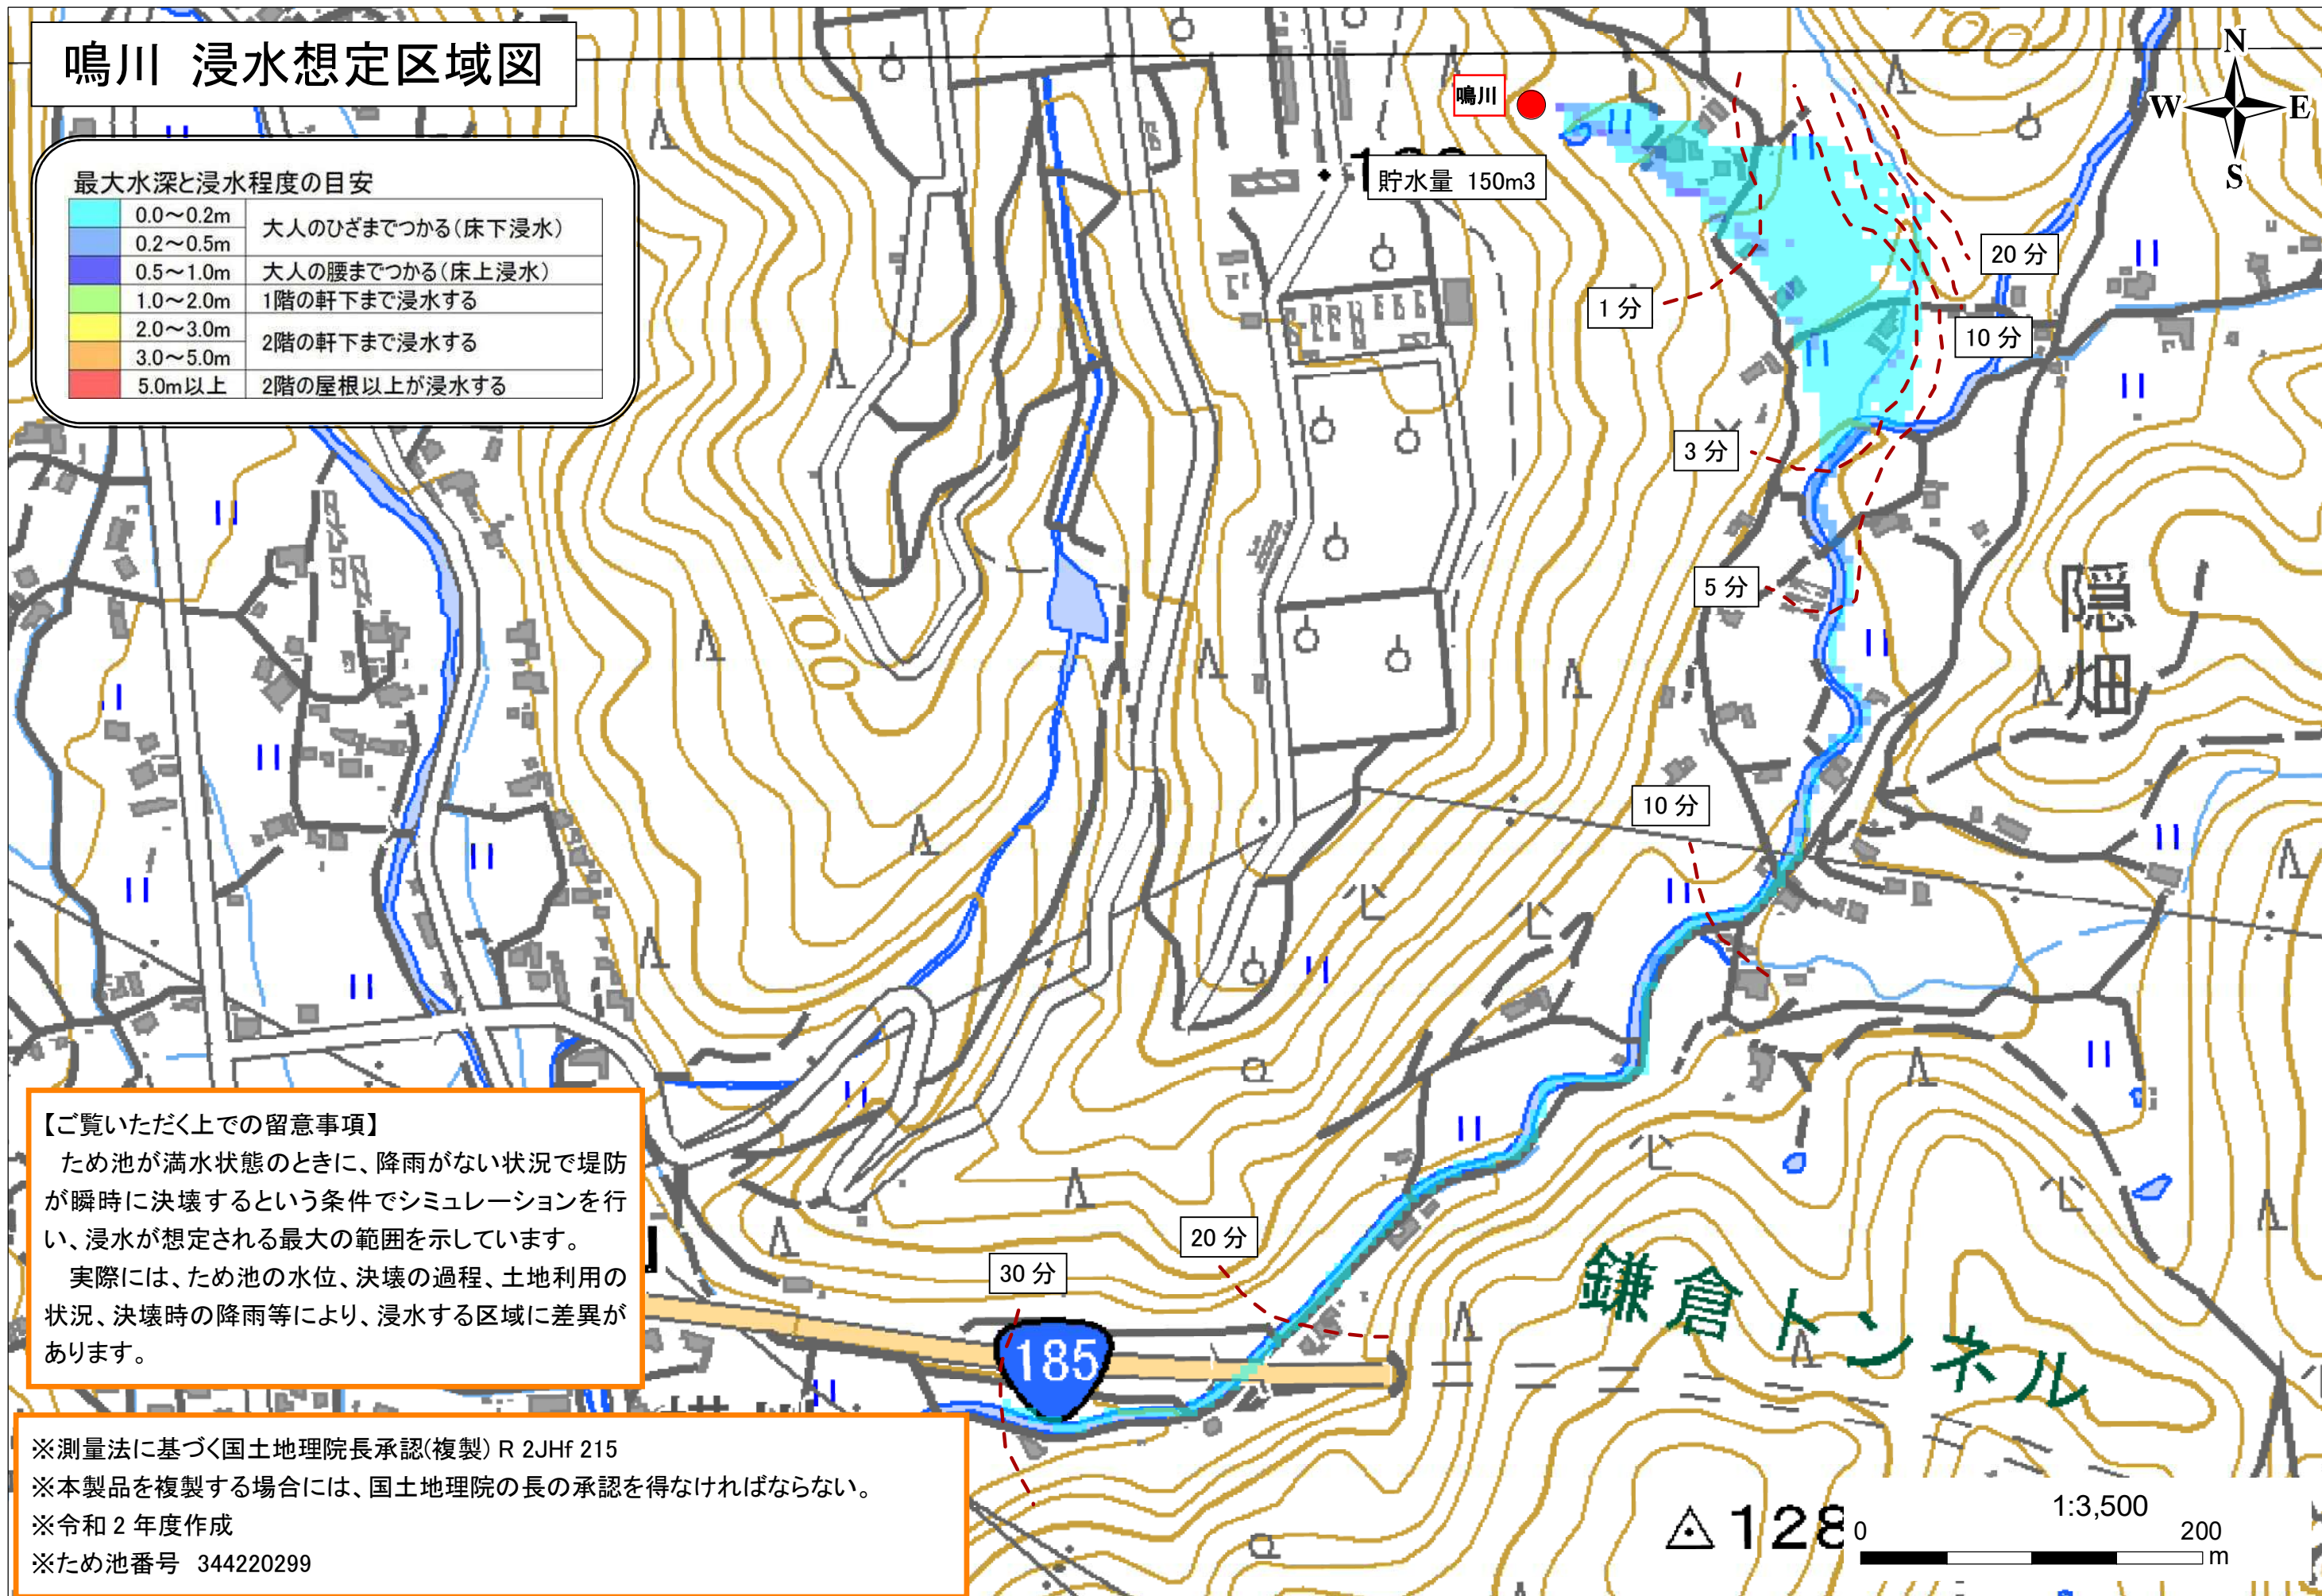 鳴川 浸水想定区域図
N
W
E
S
鳴川
貯水量 150m3
最大水深と浸水程度の目安
0.0～0.2m
大人のひざまでつかる（床下浸水）
0.2～0.5m
0.5～1.0m 大人の腰までつかる（床上浸水）
1.0～2.0m 1階の軒下まで浸水する
2.0～3.0m
2階の軒下まで浸水する
3.0～5.0m
5.0m以上 2階の屋根以上が浸水する
100
20 分
1 分
10 分
3 分
5 分
隠畑
100
10 分
20 分
30 分
185
鎌倉トンネル
【ご覧いただく上での留意事項】
ため池が満水状態のときに、降雨がない状況で堤防
が瞬時に決壊するという条件でシミュレーションを行
い、浸水が想定される最大の範囲を示しています。
実際には、ため池の水位、決壊の過程、土地利用の
状況、決壊時の降雨等により、浸水する区域に差異が
あります。
※測量法に基づく国土地理院長承認(複製) R 2JHf 215
※本製品を複製する場合には、国土地理院の長の承認を得なければならない。
※令和 2 年度作成
※ため池番号 344220299
128
1:3,500
0 200
m